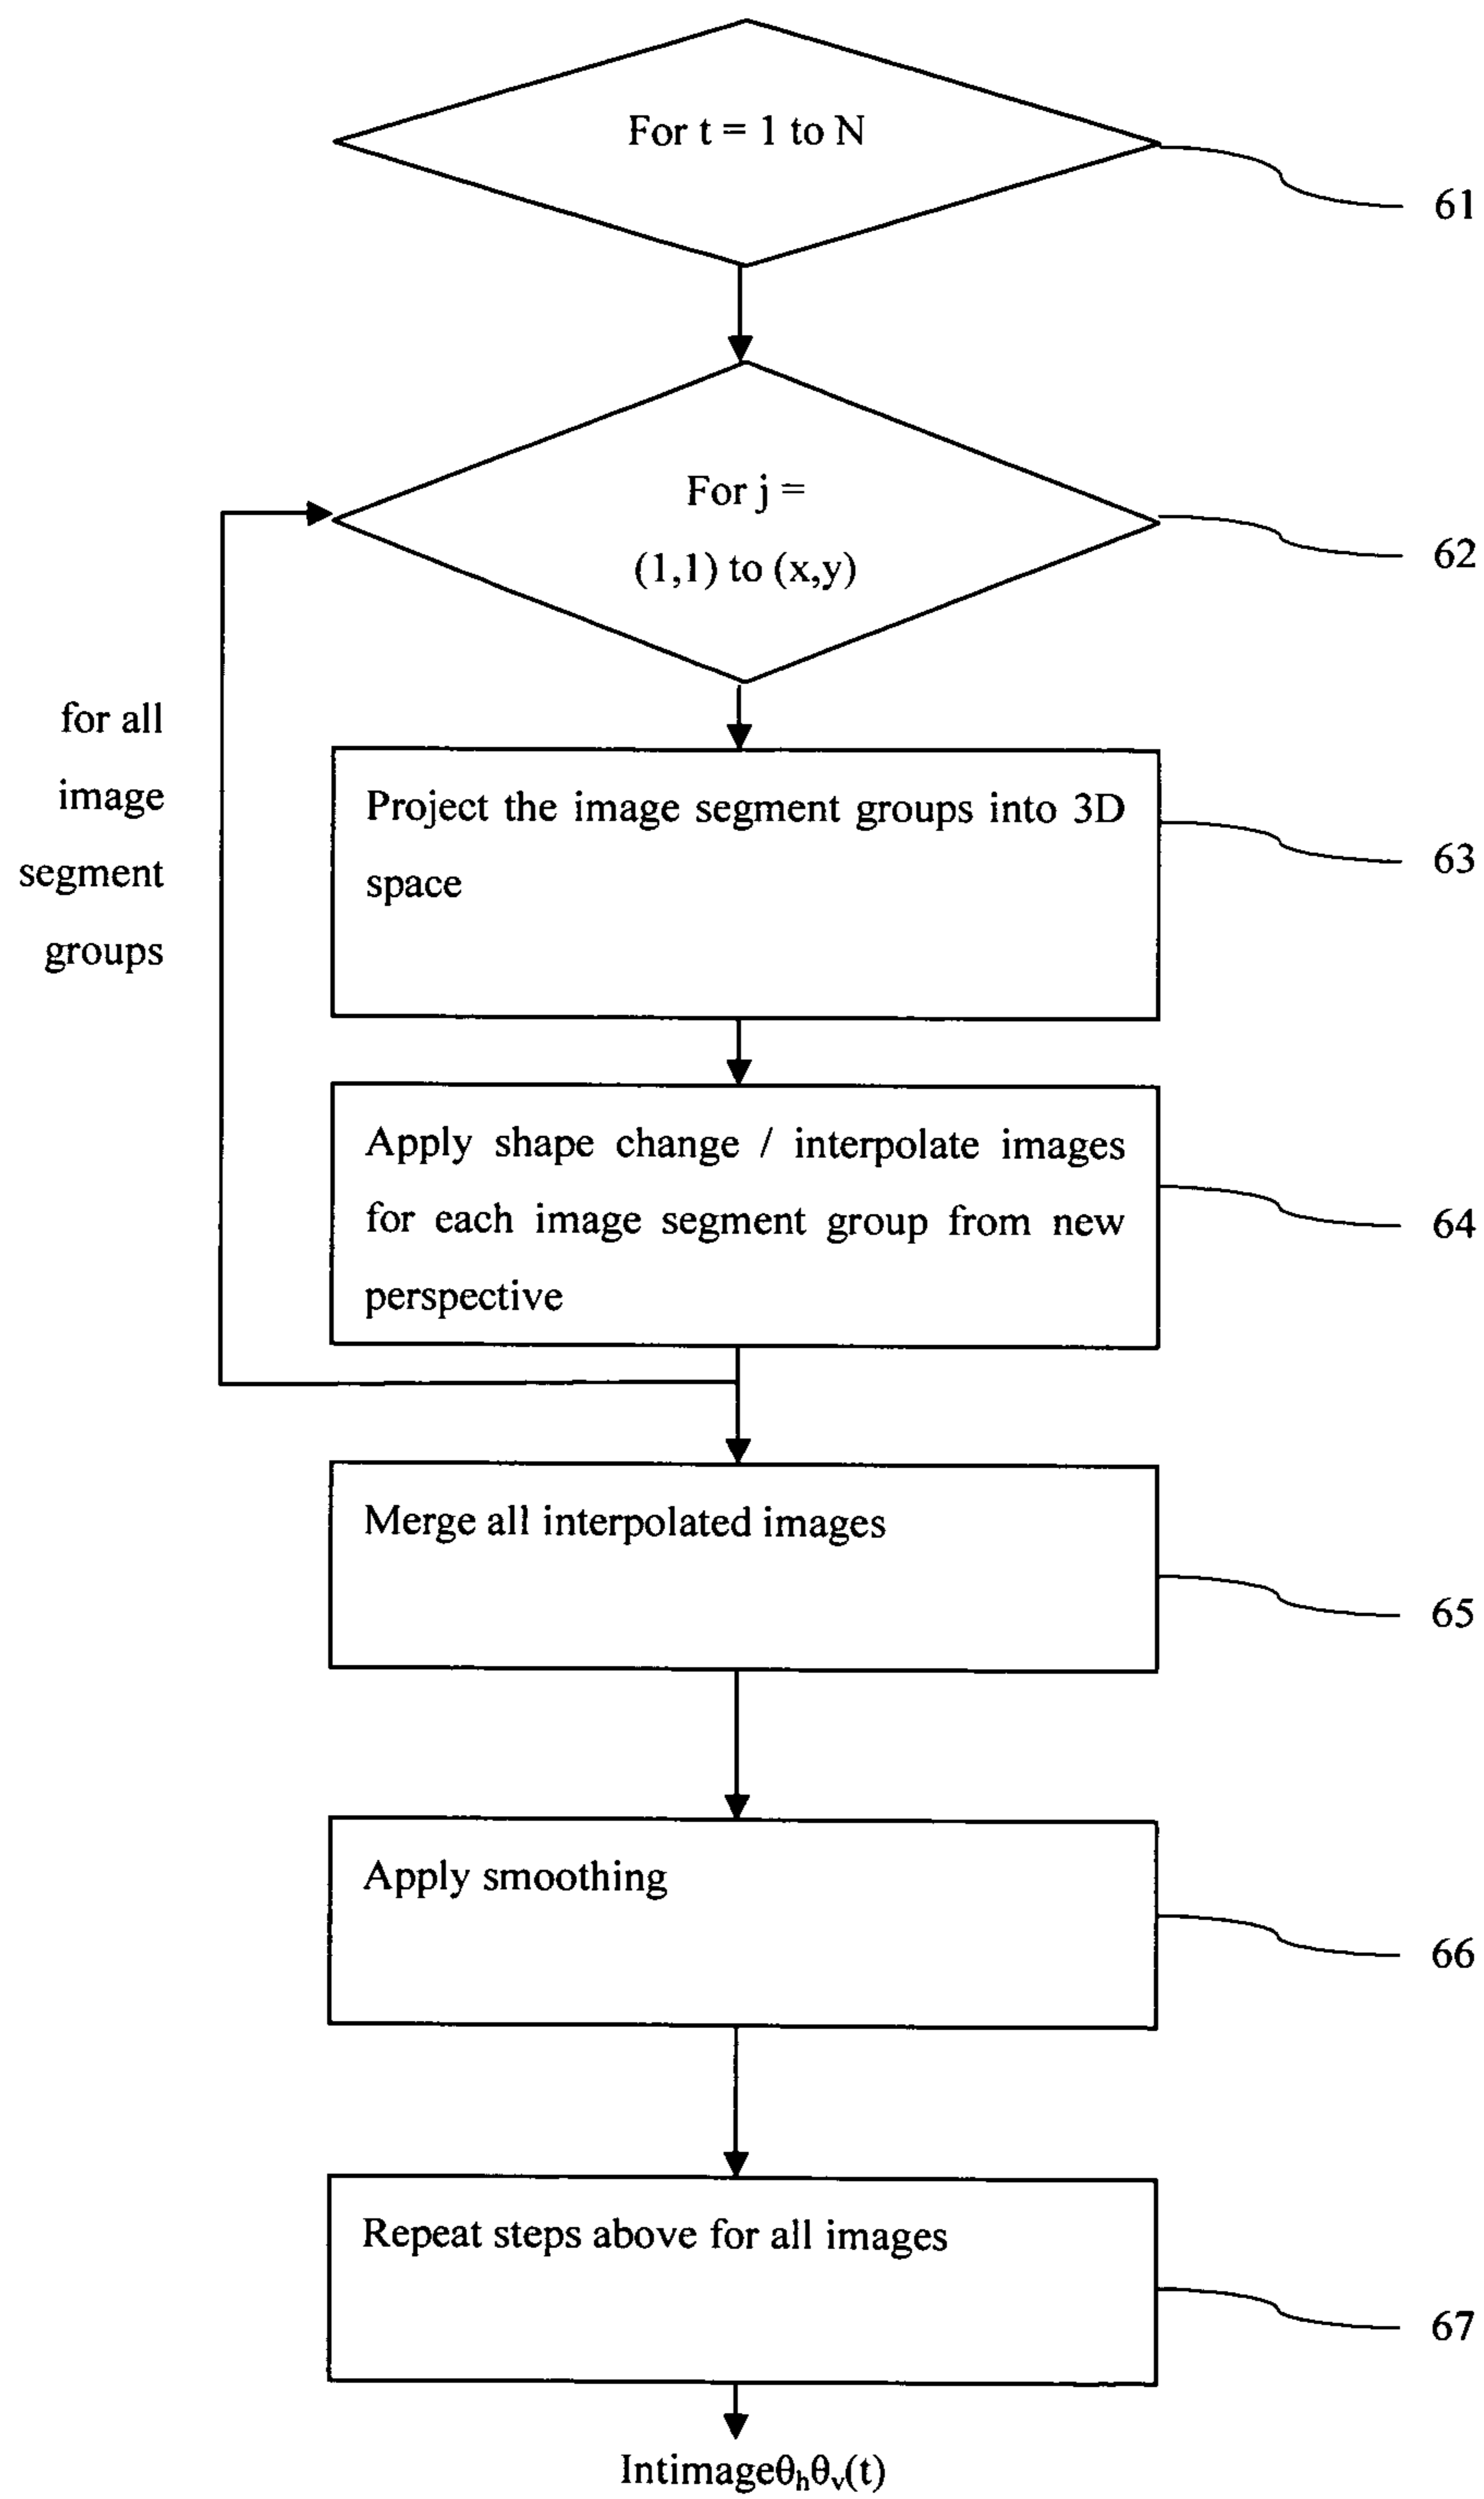 For t = 1 to N
61
For j =
(1,1) to (x,y)
62
for all
image
segment
groups
Project the image segment groups into 3D
space
63
Apply shape change / interpolate images
for each image segment group from new
perspective
64
Merge all interpolated images
65
Apply smoothing
66
Repeat steps above for all images
67
Intimageθₕθᵥ(t)